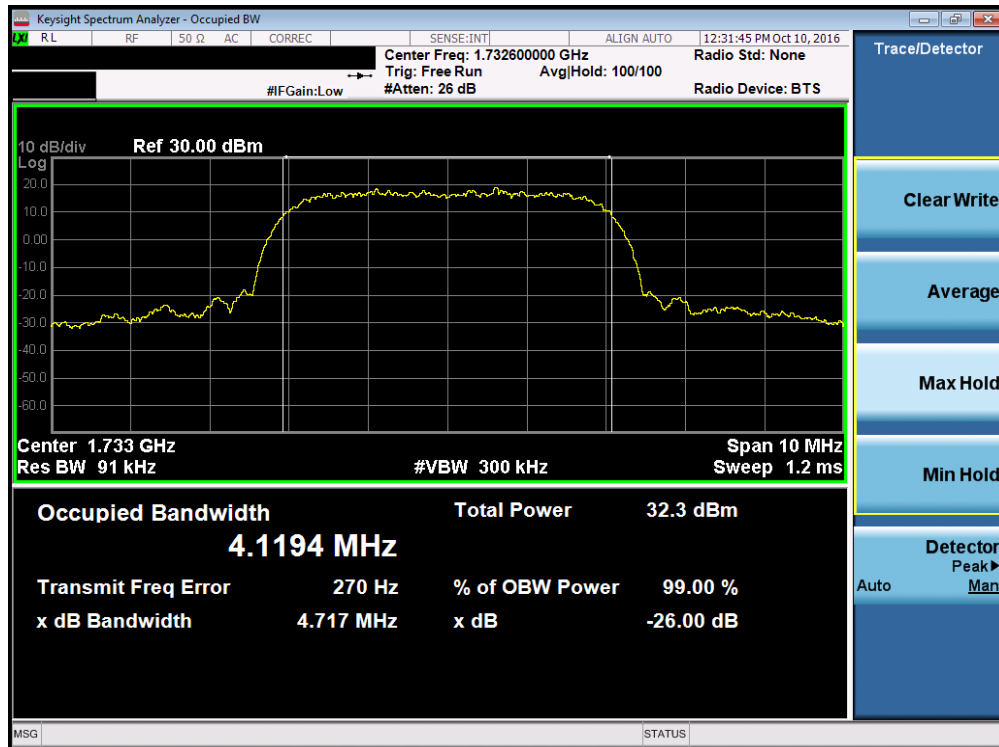 Keysight Spectrum Analyzer - Occupied BW
LXI RL RF 50 Ω AC CORREC SENSE:INT ALIGN AUTO 12:31:45 PM Oct 10, 2016
Center Freq: 1.732600000 GHz Radio Std: None
Trig: Free Run Avg|Hold: 100/100
#IFGain:Low #Atten: 26 dB Radio Device: BTS
10 dB/div Ref 30.00 dBm
Log
20.0
10.0
0.00
-10.0
-20.0
-30.0
-40.0
-50.0
-60.0
Center 1.733 GHz Span 10 MHz
Res BW 91 kHz #VBW 300 kHz Sweep 1.2 ms
Occupied Bandwidth Total Power 32.3 dBm
4.1194 MHz
Transmit Freq Error 270 Hz % of OBW Power 99.00 %
x dB Bandwidth 4.717 MHz x dB -26.00 dB
MSG STATUS
Trace/Detector
Clear Write
Average
Max Hold
Min Hold
Detector
Peak▶
Auto Man